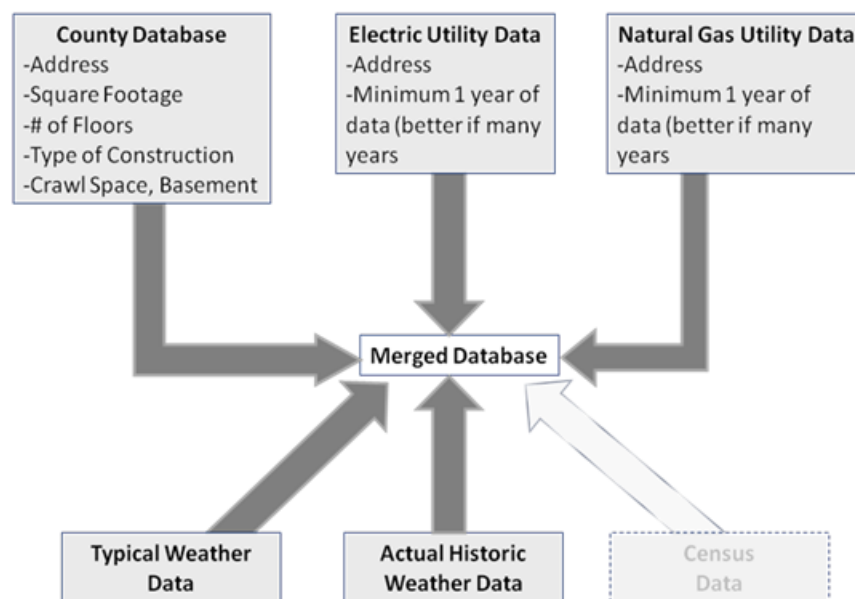 County Database
-Address
-Square Footage
-# of Floors
-Type of Construction
-Crawl Space, Basement
Electric Utility Data
-Address
-Minimum 1 year of
data (better if many
years
Natural Gas Utility Data
-Address
-Minimum 1 year of
data (better if many
years
Merged Database
Typical Weather
Data
Actual Historic
Weather Data
Census
Data